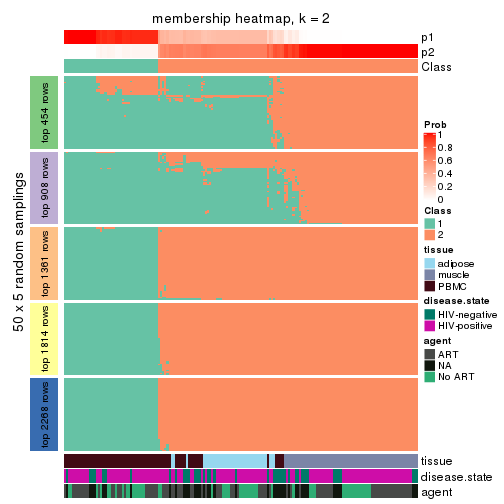 membership heatmap, k = 2
p1
p2
Class
50 x 5 random samplings
top 454 rows
top 908 rows
top 1361 rows
top 1814 rows
top 2268 rows
Prob
1
0.8
0.6
0.4
0.2
0
Class
1
2
tissue
adipose
muscle
PBMC
disease.state
HIV-negative
HIV-positive
agent
ART
NA
No ART
tissue
disease.state
agent